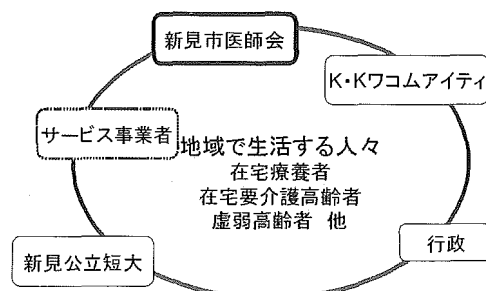 新見市医師会
K・Kワコムアイティ
サービス事業者
地域で生活する人々
在宅療養者
在宅要介護高齢者
虚弱高齢者 他
行政
新見公立短大